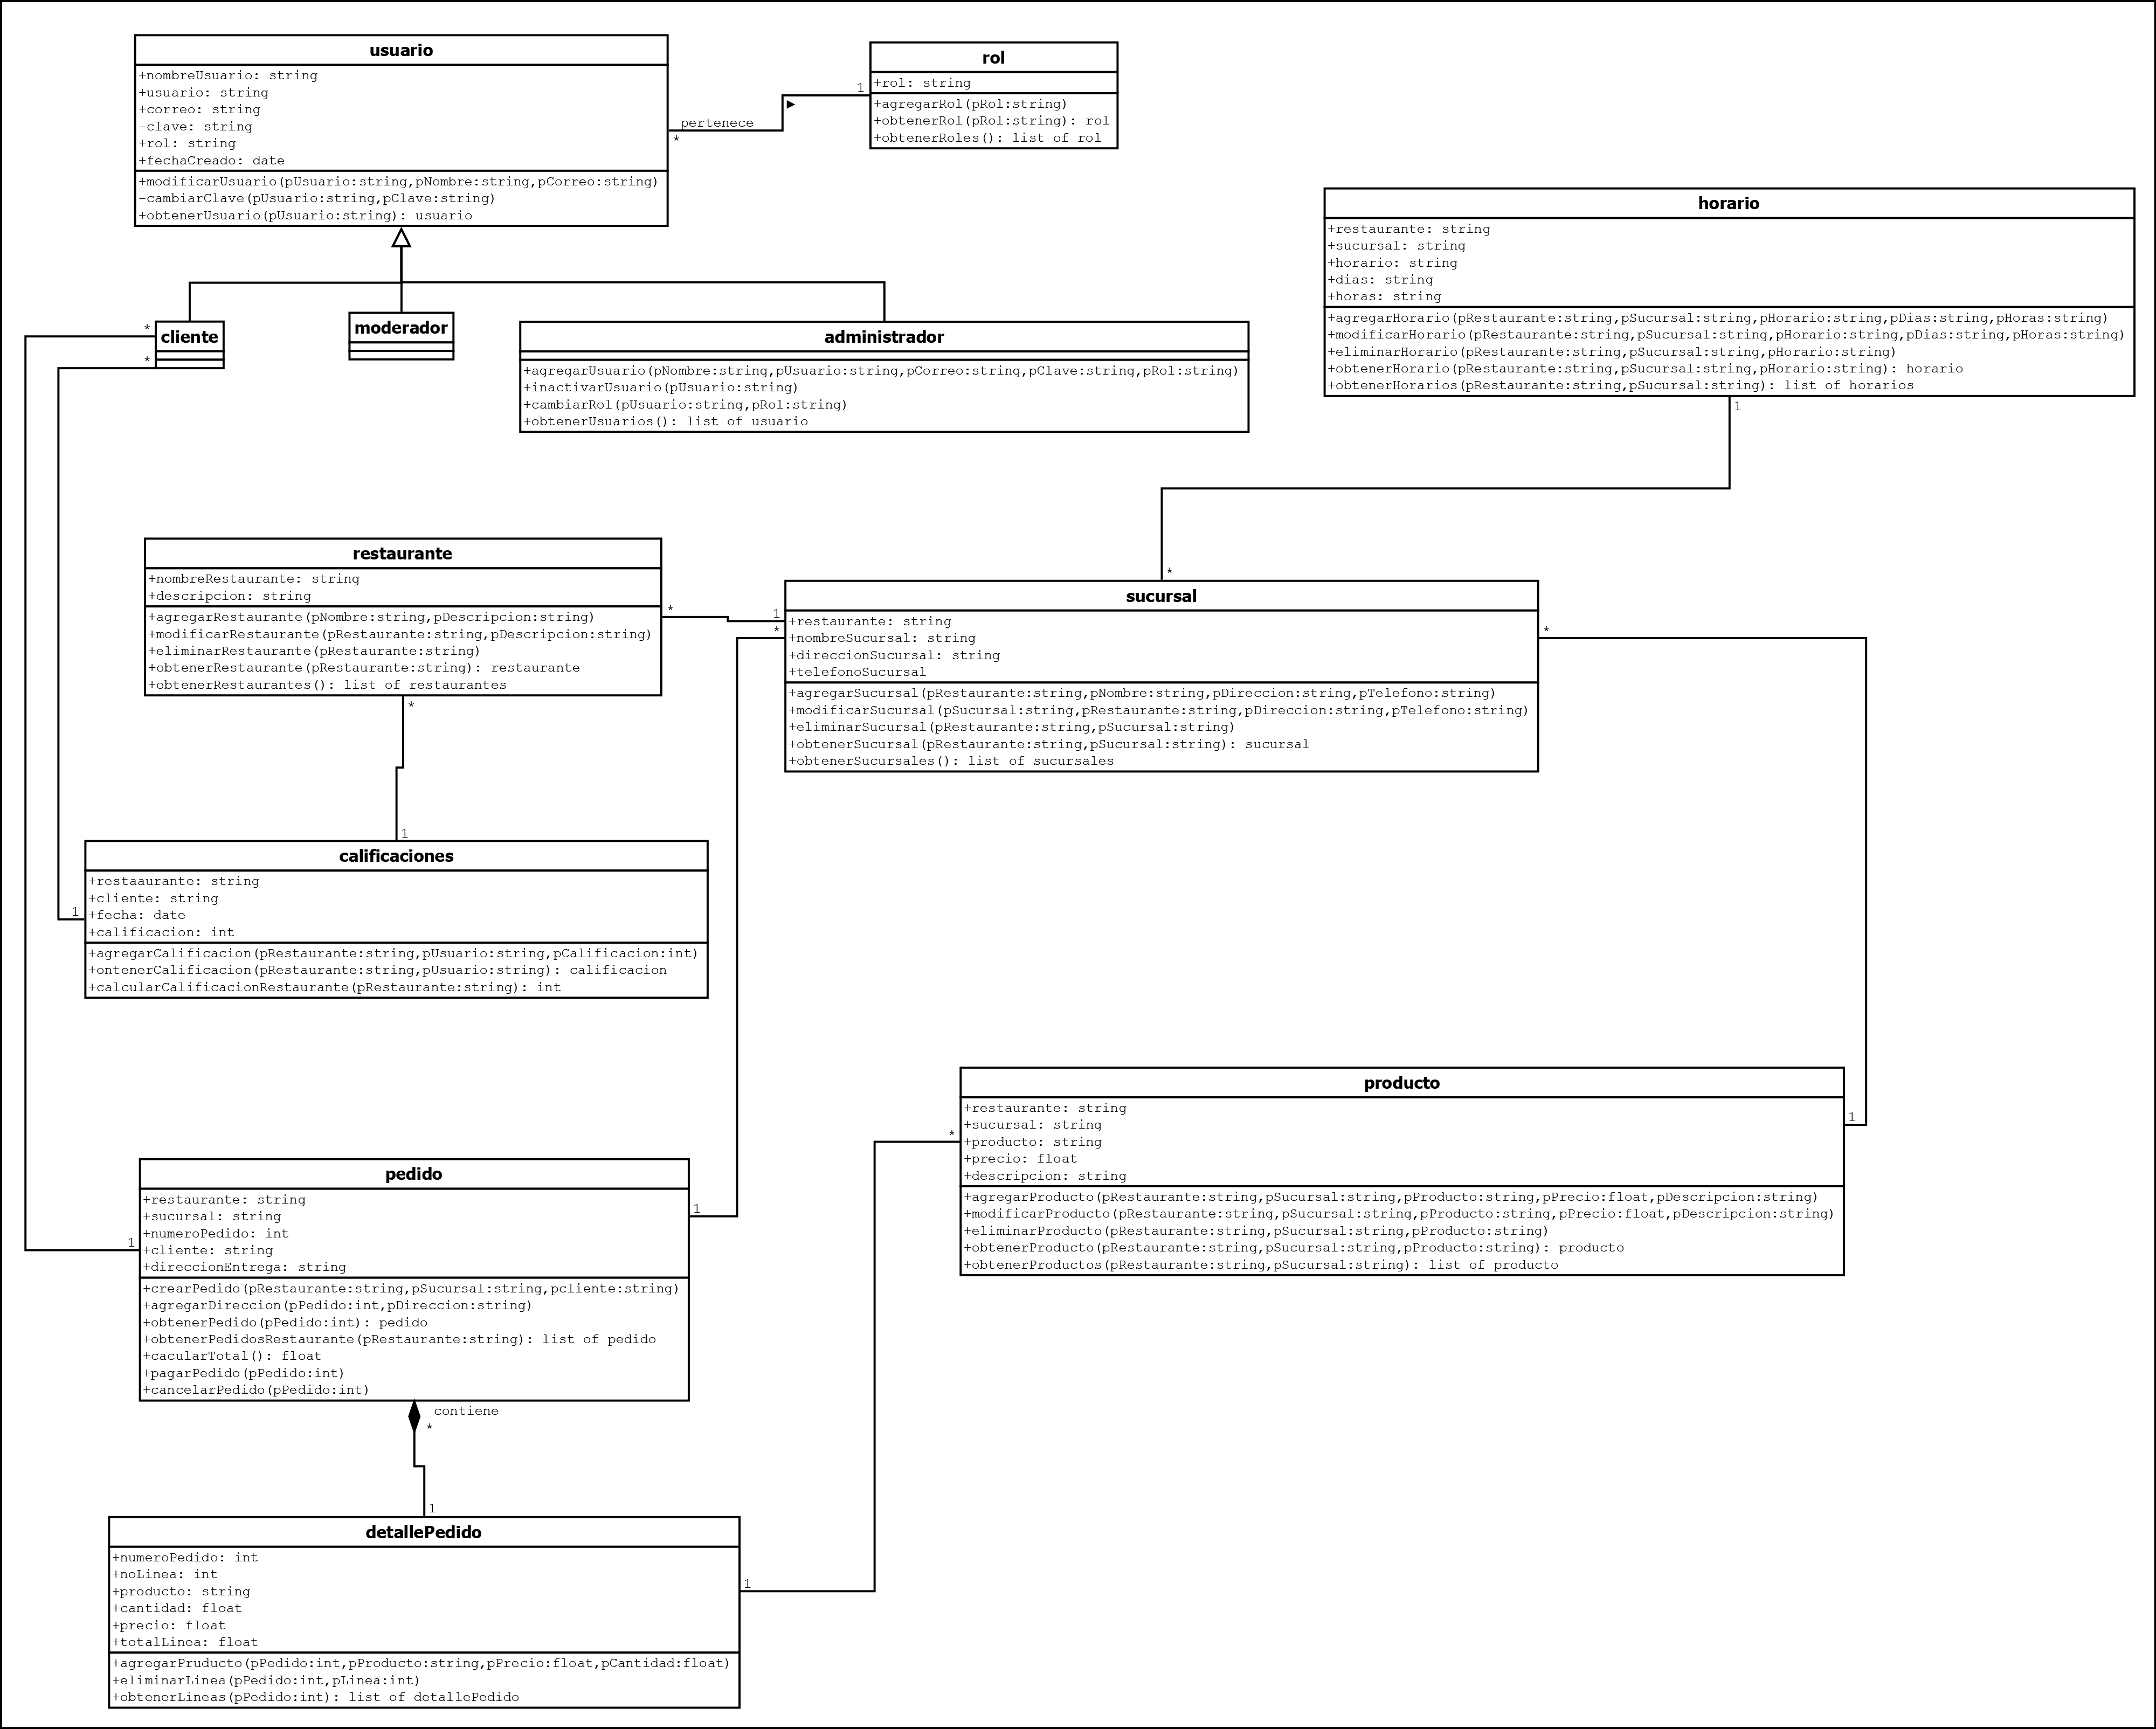 usuario
+nombreUsuario: string
+usuario: string
+correo: string
-clave: string
+rol: string
+fechaCreado: date
+modificarUsuario(pUsuario:string,pNombre:string,pCorreo:string)
-cambiarClave(pUsuario:string,pClave:string)
+obtenerUsuario(pUsuario:string): usuario
pertenece
*
1
rol
+rol: string
+agregarRol(pRol:string)
+obtenerRol(pRol:string): rol
+obtenerRoles(): list of rol
horario
+restaurante: string
+sucursal: string
+horario: string
+dias: string
+horas: string
+agregarHorario(pRestaurante:string,pSucursal:string,pHorario:string,pDias:string,pHoras:string)
+modificarHorario(pRestaurante:string,pSucursal:string,pHorario:string,pDias:string,pHoras:string)
+eliminarHorario(pRestaurante:string,pSucursal:string,pHorario:string)
+obtenerHorario(pRestaurante:string,pSucursal:string,pHorario:string): horario
+obtenerHorarios(pRestaurante:string,pSucursal:string): list of horarios
1
*
*
*
cliente
moderador
administrador
+agregarUsuario(pNombre:string,pUsuario:string,pCorreo:string,pClave:string,pRol:string)
+inactivarUsuario(pUsuario:string)
+cambiarRol(pUsuario:string,pRol:string)
+obtenerUsuarios(): list of usuario
restaurante
+nombreRestaurante: string
+descripcion: string
+agregarRestaurante(pNombre:string,pDescripcion:string)
+modificarRestaurante(pRestaurante:string,pDescripcion:string)
+eliminarRestaurante(pRestaurante:string)
+obtenerRestaurante(pRestaurante:string): restaurante
+obtenerRestaurantes(): list of restaurantes
*
1
*
*
sucursal
+restaurante: string
+nombreSucursal: string
+direccionSucursal: string
+telefonoSucursal
+agregarSucursal(pRestaurante:string,pNombre:string,pDireccion:string,pTelefono:string)
+modificarSucursal(pSucursal:string,pRestaurante:string,pDireccion:string,pTelefono:string)
+eliminarSucursal(pRestaurante:string,pSucursal:string)
+obtenerSucursal(pRestaurante:string,pSucursal:string): sucursal
+obtenerSucursales(): list of sucursales
*
1
1
calificaciones
+restaaurante: string
+cliente: string
+fecha: date
+calificacion: int
+agregarCalificacion(pRestaurante:string,pUsuario:string,pCalificacion:int)
+ontenerCalificacion(pRestaurante:string,pUsuario:string): calificacion
+calcularCalificacionRestaurante(pRestaurante:string): int
producto
+restaurante: string
+sucursal: string
+producto: string
+precio: float
+descripcion: string
+agregarProducto(pRestaurante:string,pSucursal:string,pProducto:string,pPrecio:float,pDescripcion:string)
+modificarProducto(pRestaurante:string,pSucursal:string,pProducto:string,pPrecio:float,pDescripcion:string)
+eliminarProducto(pRestaurante:string,pSucursal:string,pProducto:string)
+obtenerProducto(pRestaurante:string,pSucursal:string,pProducto:string): producto
+obtenerProductos(pRestaurante:string,pSucursal:string): list of producto
1
*
pedido
+restaurante: string
+sucursal: string
+numeroPedido: int
+cliente: string
+direccionEntrega: string
+crearPedido(pRestaurante:string,pSucursal:string,pcliente:string)
+agregarDireccion(pPedido:int,pDireccion:string)
+obtenerPedido(pPedido:int): pedido
+obtenerPedidosRestaurante(pRestaurante:string): list of pedido
+cacularTotal(): float
+pagarPedido(pPedido:int)
+cancelarPedido(pPedido:int)
1
1
contiene
*
1
detallePedido
+numeroPedido: int
+noLinea: int
+producto: string
+cantidad: float
+precio: float
+totalLinea: float
+agregarPruducto(pPedido:int,pProducto:string,pPrecio:float,pCantidad:float)
+eliminarLinea(pPedido:int,pLinea:int)
+obtenerLineas(pPedido:int): list of detallePedido
1